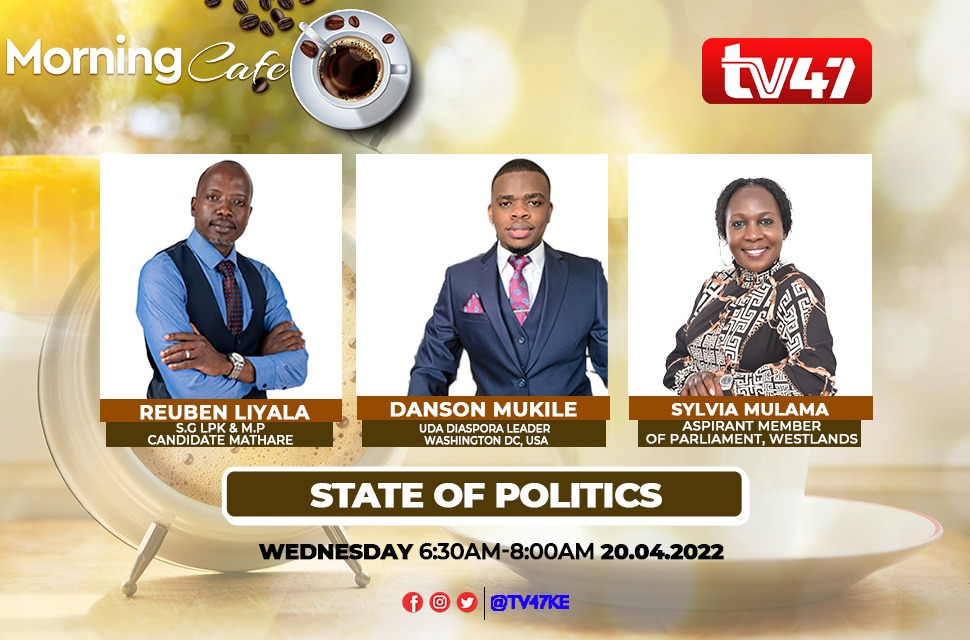 Morning Cafe
tv47
REUBEN LIYALA
S.G LPK & M.P
CANDIDATE MATHARE
DANSON MUKILE
UDA DIASPORA LEADER
WASHINGTON DC, USA
SYLVIA MULAMA
ASPIRANT MEMBER
OF PARLIAMENT, WESTLANDS
STATE OF POLITICS
WEDNESDAY 6:30AM-8:00AM 20.04.2022
@TV47KE